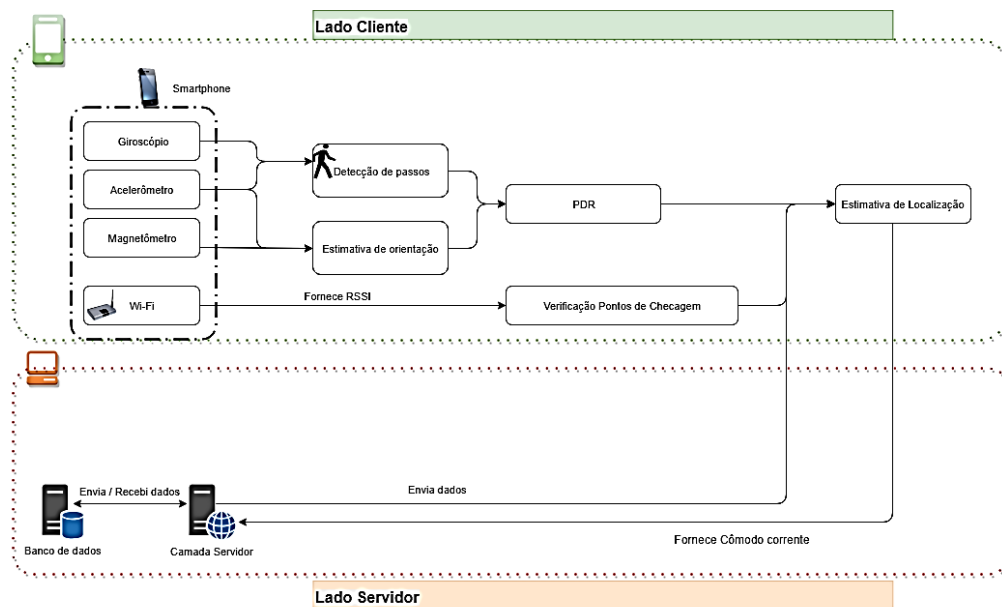 Lado Cliente
Smartphone
Giroscópio
Detecção de passos
Acelerômetro
PDR
Estimativa de Localização
Magnetômetro
Estimativa de orientação
Fornece RSSI
Wi-Fi
Verificação Pontos de Checagem
Envia / Recebi dados
Envia dados
Fornece Cômodo corrente
Banco de dados
Camada Servidor
Lado Servidor